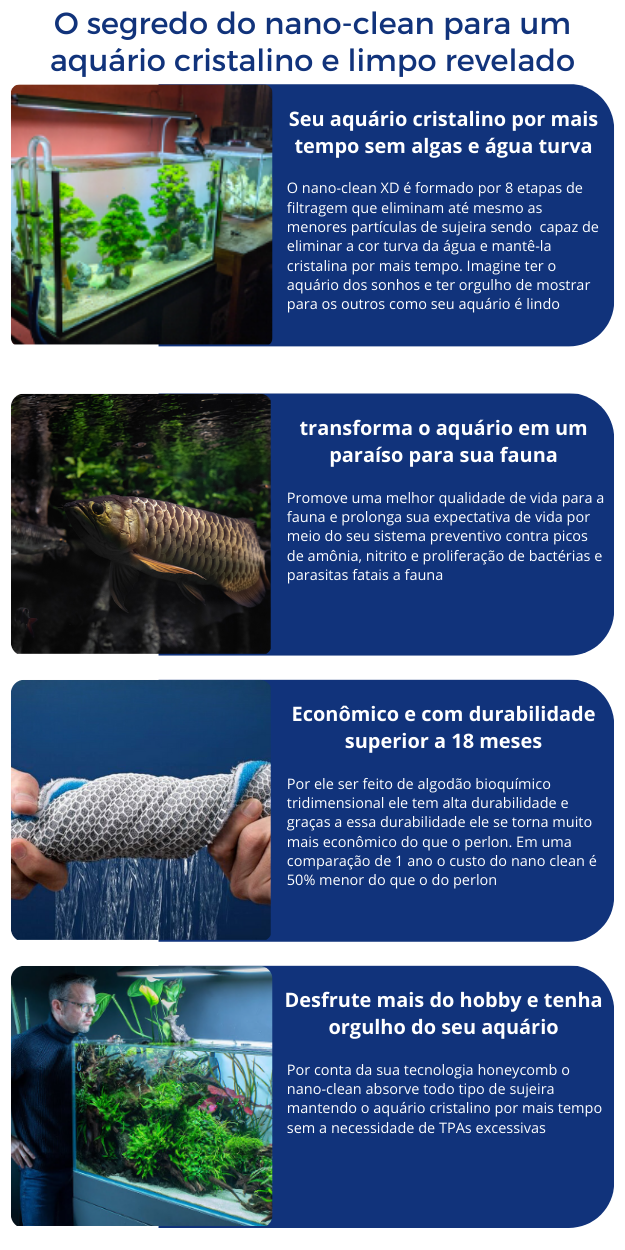 O segredo do nano-clean para um
aquário cristalino e limpo revelado
Seu aquário cristalino por mais
tempo sem algas e água turva
O nano-clean XD é formado por 8 etapas de
filtragem que eliminam até mesmo as
menores partículas de sujeira sendo  capaz de
eliminar a cor turva da água e mantê-la
cristalina por mais tempo. Imagine ter o
aquário dos sonhos e ter orgulho de mostrar
para os outros como seu aquário é lindo
transforma o aquário em um
paraíso para sua fauna
Promove uma melhor qualidade de vida para a
fauna e prolonga sua expectativa de vida por
meio do seu sistema preventivo contra picos
de amônia, nitrito e proliferação de bactérias e
parasitas fatais a fauna
Econômico e com durabilidade
superior a 18 meses
Por ele ser feito de algodão bioquímico
tridimensional ele tem alta durabilidade e
graças a essa durabilidade ele se torna muito
mais econômico do que o perlon. Em uma
comparação de 1 ano o custo do nano clean é
50% menor do que o do perlon
Desfrute mais do hobby e tenha
orgulho do seu aquário
Por conta da sua tecnologia honeycomb o
nano-clean absorve todo tipo de sujeira
mantendo o aquário cristalino por mais tempo
sem a necessidade de TPAs excessivas